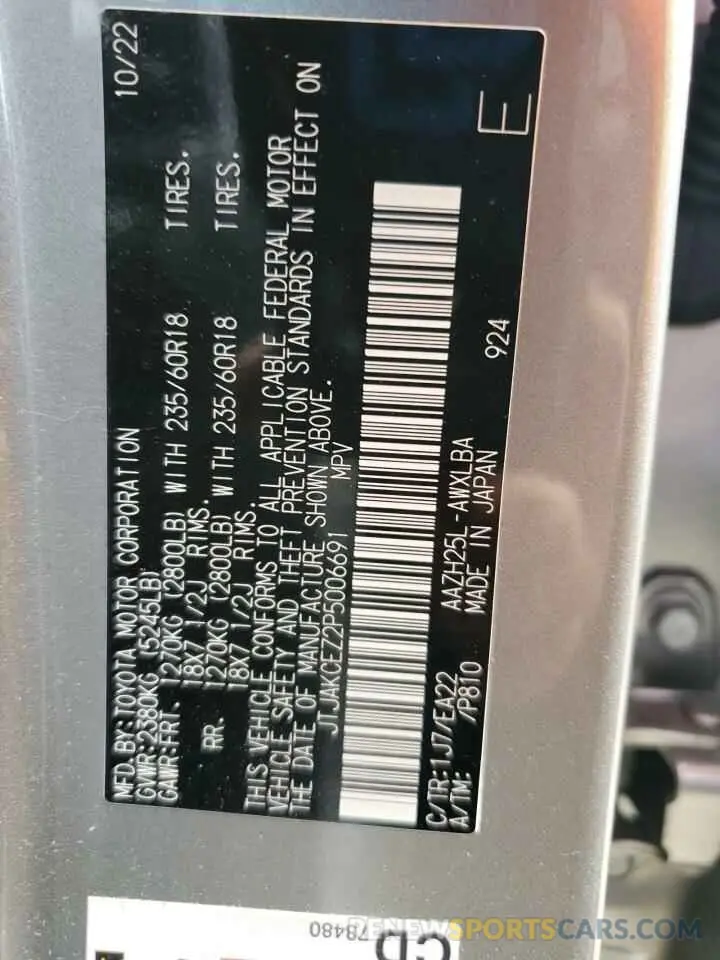 MFD.BY:TOYOTA MOTOR CORPORATION 10/22
GVWR:2380KG (5245LB)
GAWR:FRT. 1270KG (2800LB) WITH 235/60R18 TIRES.
18X7 1/2J RIMS.
RR. 1270KG (2800LB) WITH 235/60R18 TIRES.
18X7 1/2J RIMS.
THIS VEHICLE CONFORMS TO ALL APPLICABLE FEDERAL MOTOR
VEHICLE SAFETY AND THEFT PREVENTION STANDARDS IN EFFECT ON
THE DATE OF MANUFACTURE SHOWN ABOVE.
JTJAKCEZ2P5006691 MPV
C/TR:1J7/EA22 AAZH25L-AWXLBA
A/TM: /P810 MADE IN JAPAN 924
E
78480
CD
RENEWSPORTCARS.COM